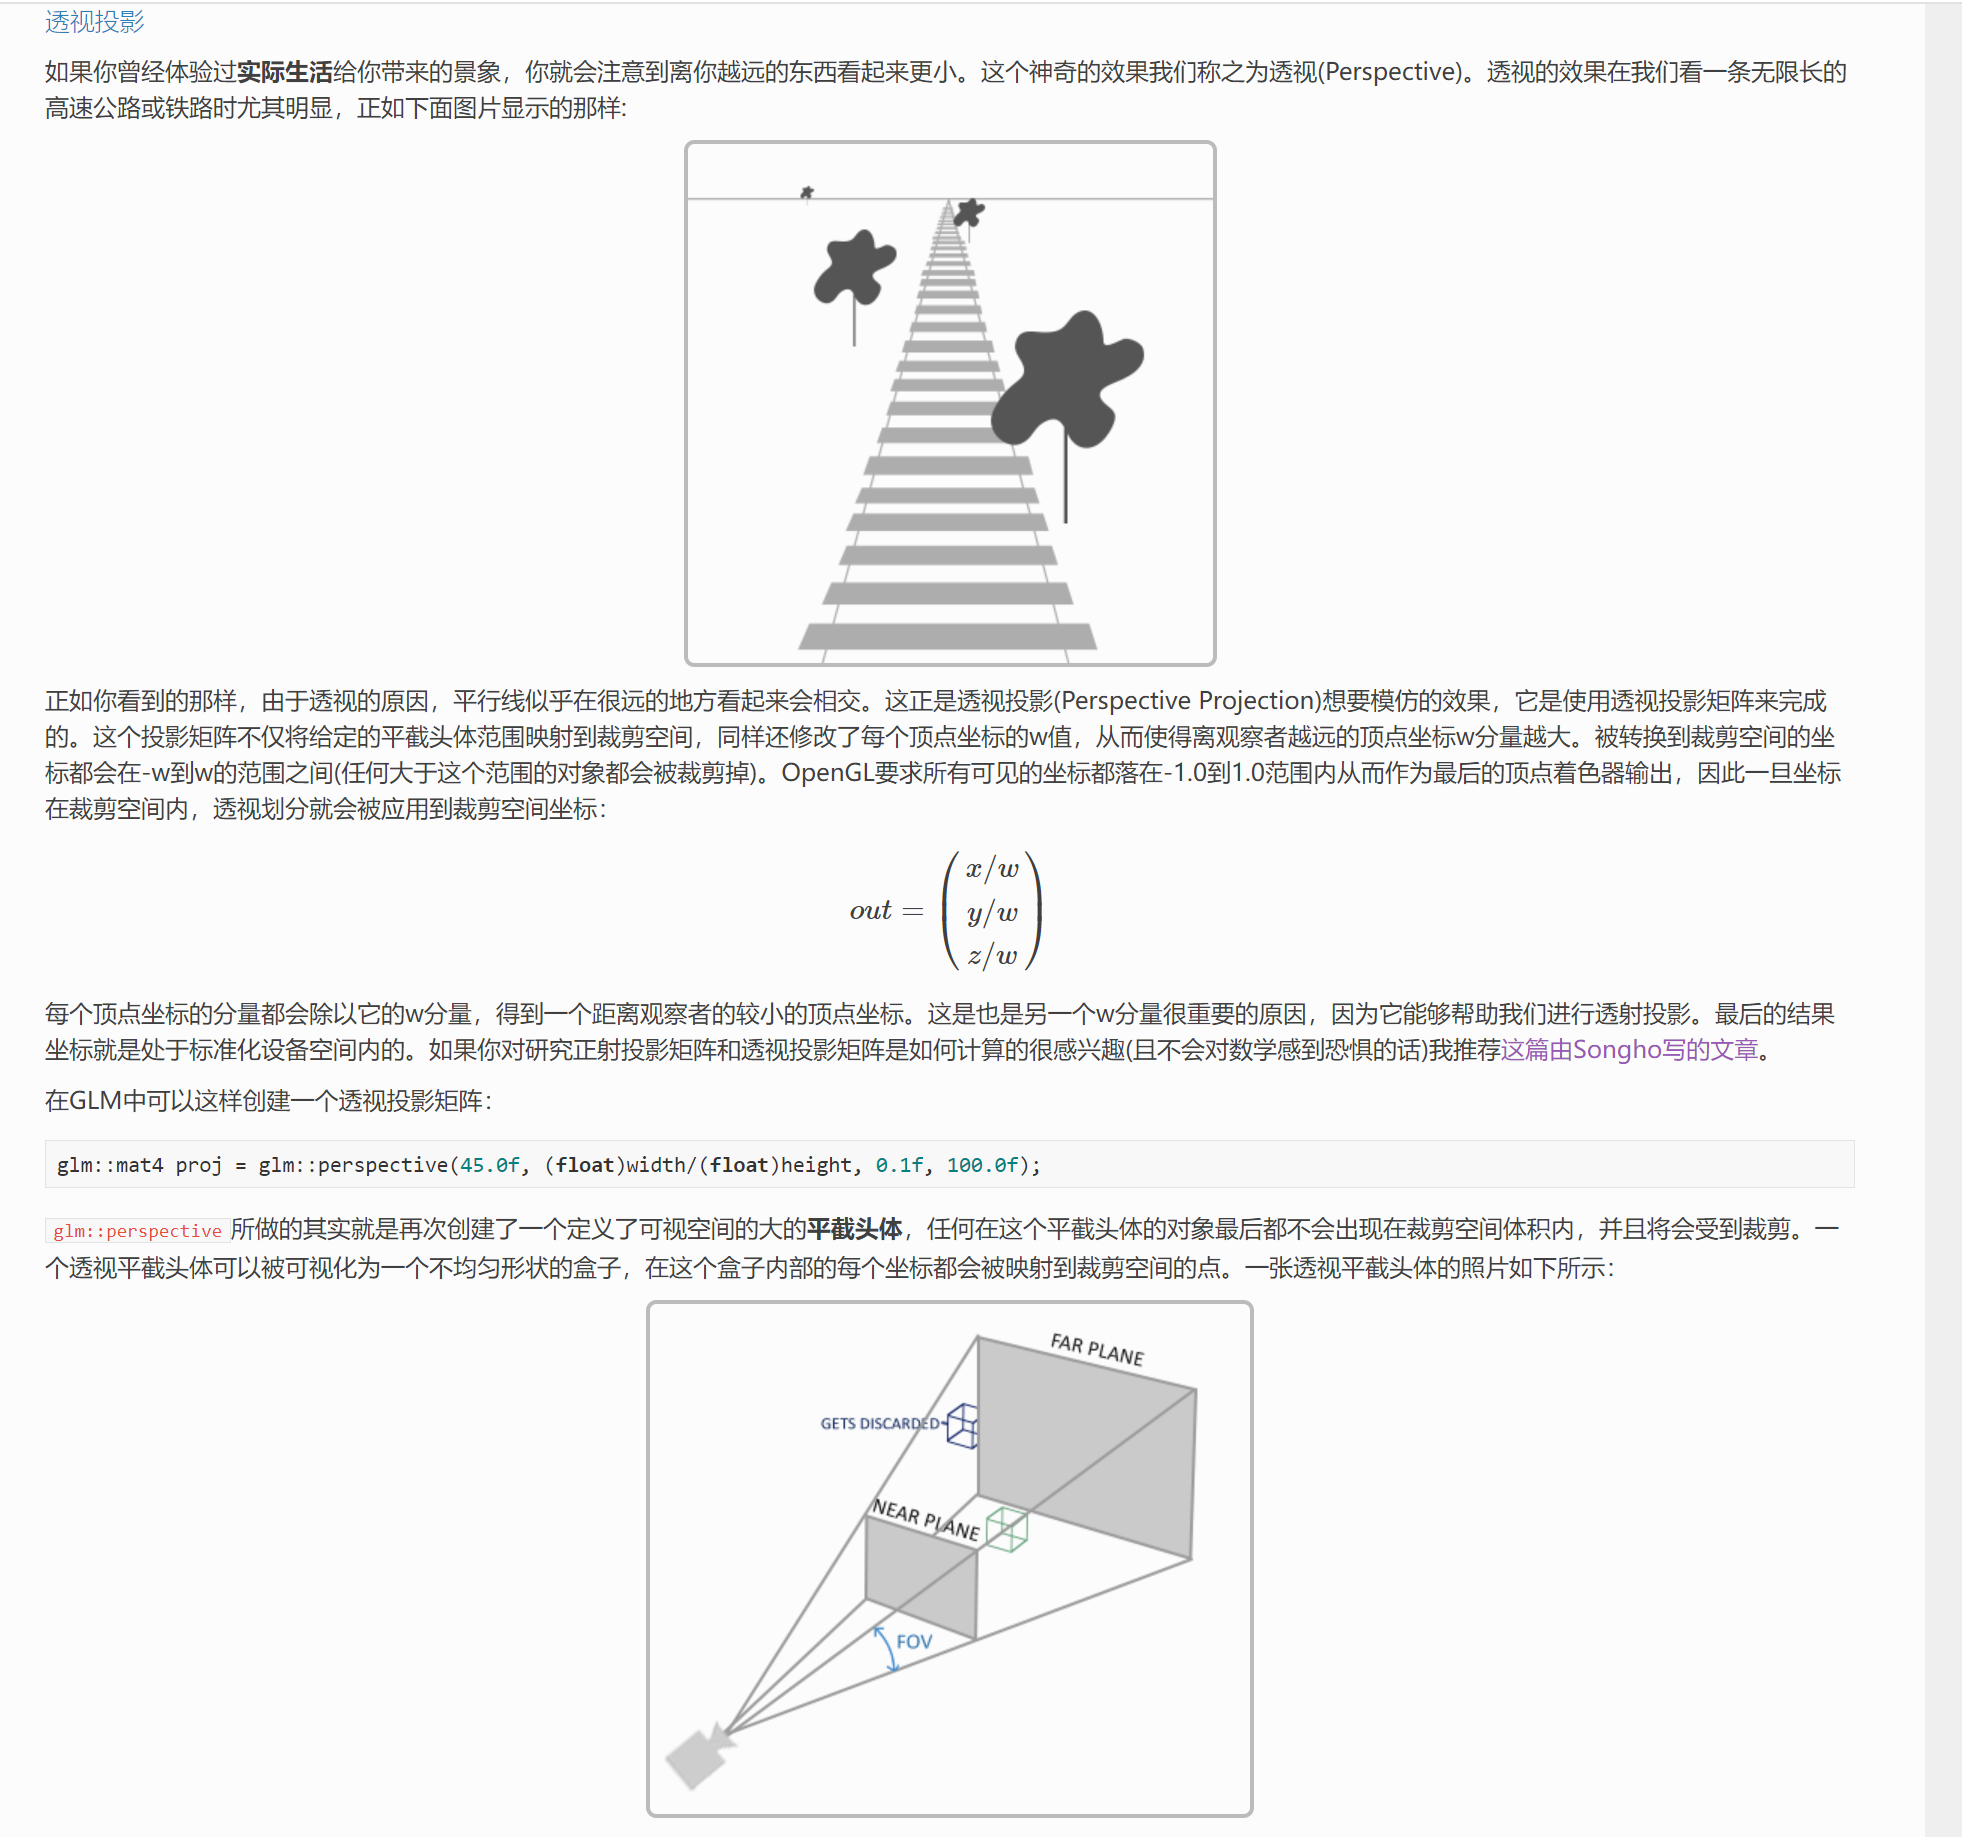 透视投影
如果你曾经体验过实际生活给你带来的景象，你就会注意到离你越远的东西看起来更小。这个神奇的效果我们称之为透视(Perspective)。透视的效果在我们看一条无限长的
高速公路或铁路时尤其明显，正如下面图片显示的那样:
正如你看到的那样，由于透视的原因，平行线似乎在很远的地方看起来会相交。这正是透视投影(Perspective Projection)想要模仿的效果，它是使用透视投影矩阵来完成
的。这个投影矩阵不仅将给定的平截头体范围映射到裁剪空间，同样还修改了每个顶点坐标的w值，从而使得离观察者越远的顶点坐标w分量越大。被转换到裁剪空间的坐
标都会在-w到w的范围之间(任何大于这个范围的对象都会被裁剪掉)。OpenGL要求所有可见的坐标都落在-1.0到1.0范围内从而作为最后的顶点着色器输出，因此一旦坐标
在裁剪空间内，透视划分就会被应用到裁剪空间坐标：
out = (x/w
y/w
z/w)
每个顶点坐标的分量都会除以它的w分量，得到一个距离观察者的较小的顶点坐标。这是也是另一个w分量很重要的原因，因为它能够帮助我们进行透射投影。最后的结果
坐标就是处于标准化设备空间内的。如果你对研究正射投影矩阵和透视投影矩阵是如何计算的很感兴趣(且不会对数学感到恐惧的话)我推荐这篇由Songho写的文章。
在GLM中可以这样创建一个透视投影矩阵：
glm::mat4 proj = glm::perspective(45.0f, (float)width/(float)height, 0.1f, 100.0f);
glm::perspective所做的其实就是再次创建了一个定义了可视空间的大的平截头体，任何在这个平截头体的对象最后都不会出现在裁剪空间体积内，并且将会受到裁剪。一
个透视平截头体可以被可视化为一个不均匀形状的盒子，在这个盒子内部的每个坐标都会被映射到裁剪空间的点。一张透视平截头体的照片如下所示：
FAR PLANE
GETS DISCARDED
NEAR PLANE
FOV